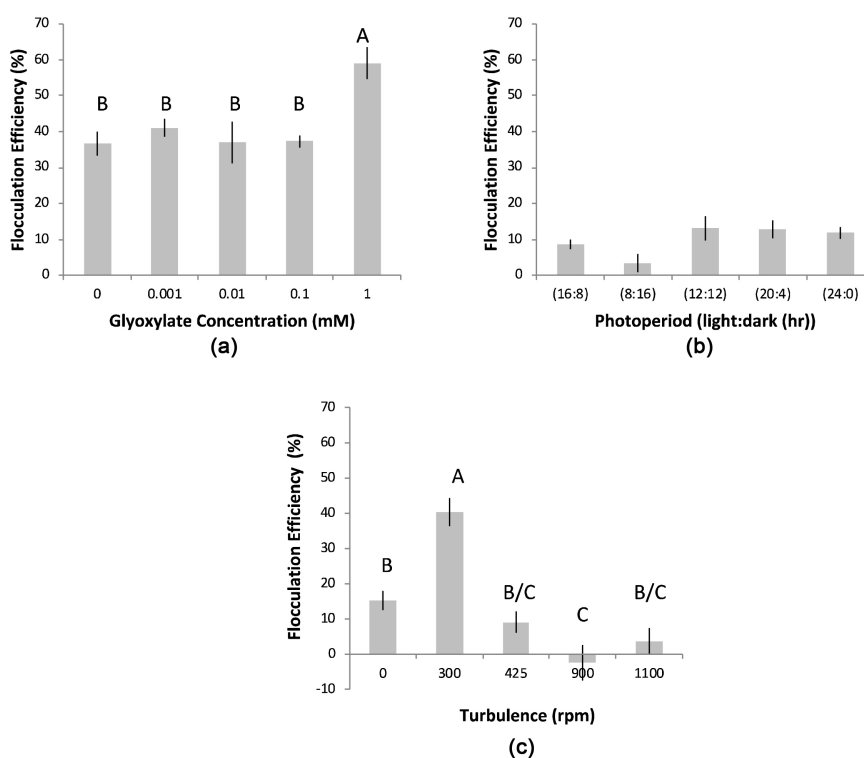 70
60
50
40
30
20
10
0
Flocculation Efficiency (%)
B B B B A
0 0.001 0.01 0.1 1
Glyoxylate Concentration (mM)
(a)
70
60
50
40
30
20
10
0
Flocculation Efficiency (%)
(16:8) (8:16) (12:12) (20:4) (24:0)
Photoperiod (light:dark (hr))
(b)
70
60
50
40
30
20
10
0
-10
Flocculation Efficiency (%)
B A B/C C B/C
0 300 425 900 1100
Turbulence (rpm)
(c)